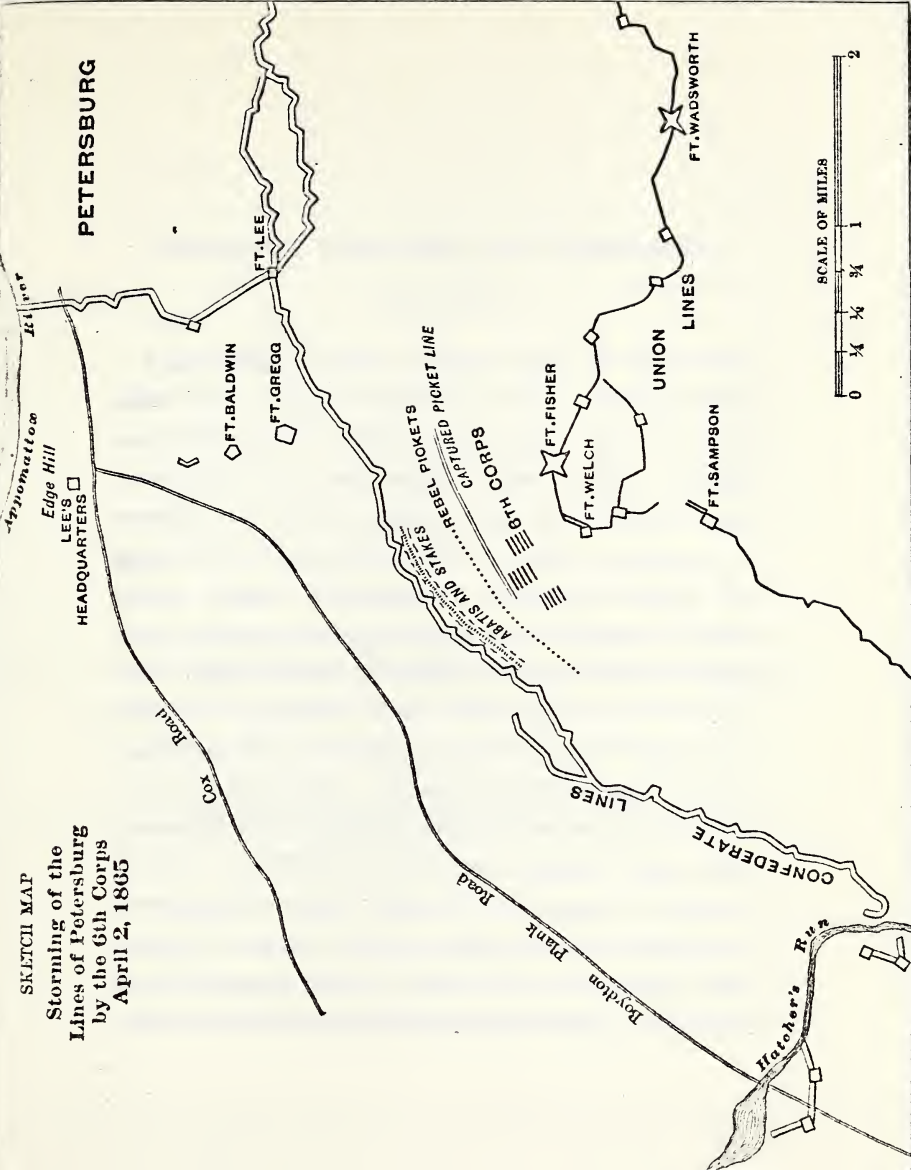 SKETCH MAP
Storming of the
Lines of Petersburg
by the 6th Corps
April 2, 1865
Appomattox River
PETERSBURG
Edge Hill
LEE'S
HEADQUARTERS
FT. BALDWIN
FT. GREGG
FT. LEE
Cox Road
Boydton Plank Road
ABATIS AND STAKES
REBEL PICKETS
CAPTURED PICKET LINE
6TH CORPS
CONFEDERATE LINES
Hatcher's Run
FT. FISHER
FT. WELCH
FT. SAMPSON
UNION
LINES
FT. WADSWORTH
SCALE OF MILES
0 ¼ ½ ¾ 1 2